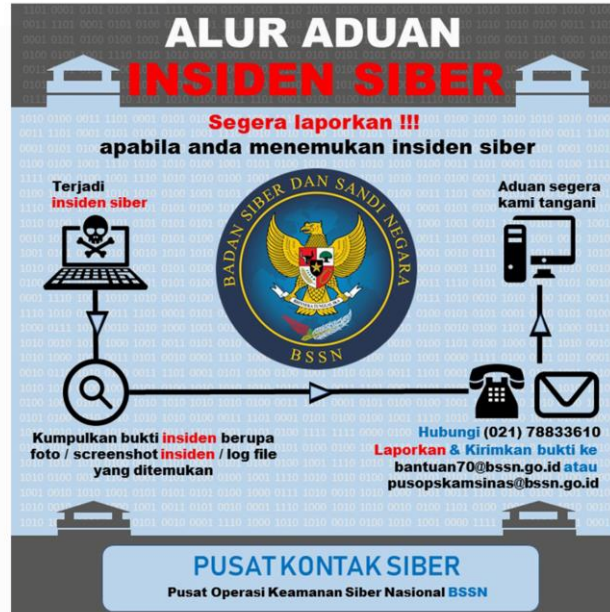 ALUR ADUAN
INSIDEN SIBER
Segera laporkan !!!
apabila anda menemukan insiden siber
Terjadi
insiden siber
BADAN SIBER DAN SANDI NEGARA
BSSN
Aduan segera
kami tangani
Kumpulkan bukti insiden berupa
foto / screenshot insiden / log file
yang ditemukan
Hubungi (021) 78833610
Laporkan & Kirimkan bukti ke
bantuan70@bssn.go.id atau
pusopskamsinas@bssn.go.id
PUSAT KONTAK SIBER
Pusat Operasi Keamanan Siber Nasional BSSN